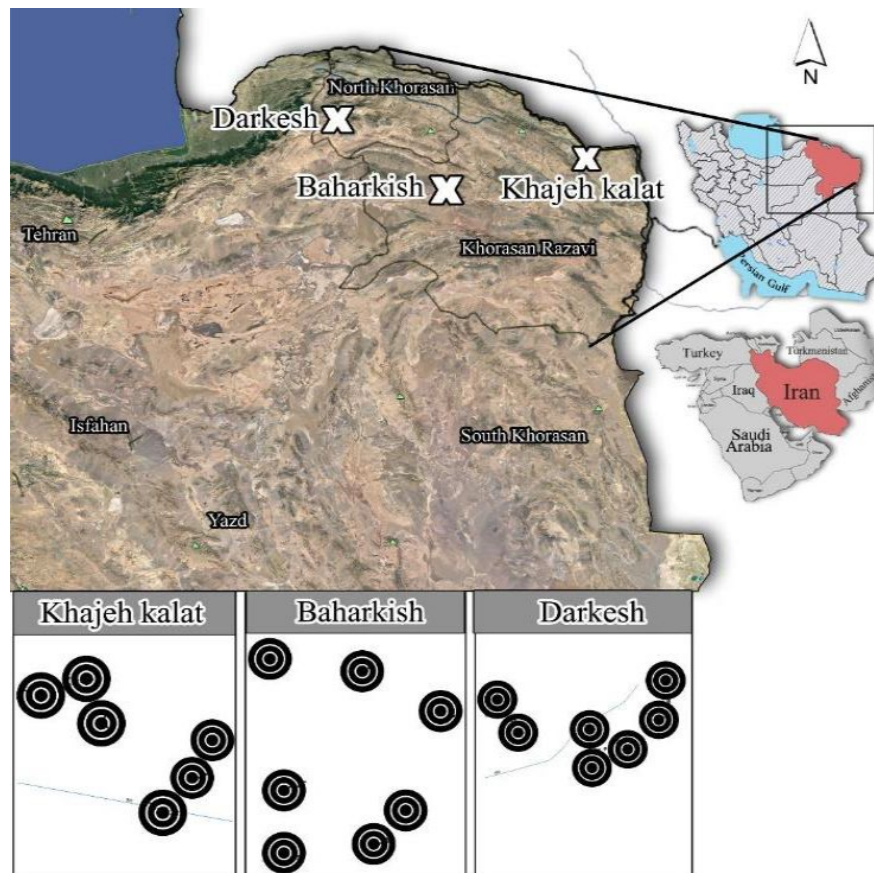 North Khorasan
N
Darkesh
Baharkish
Khajeh kalat
Tehran
Khorasan Razavi
Persian Gulf
Turkey
Turkmenistan
Iraq
Iran
Saudi
Arabia
Isfahan
South Khorasan
Yazd
Khajeh kalat
Baharkish
Darkesh